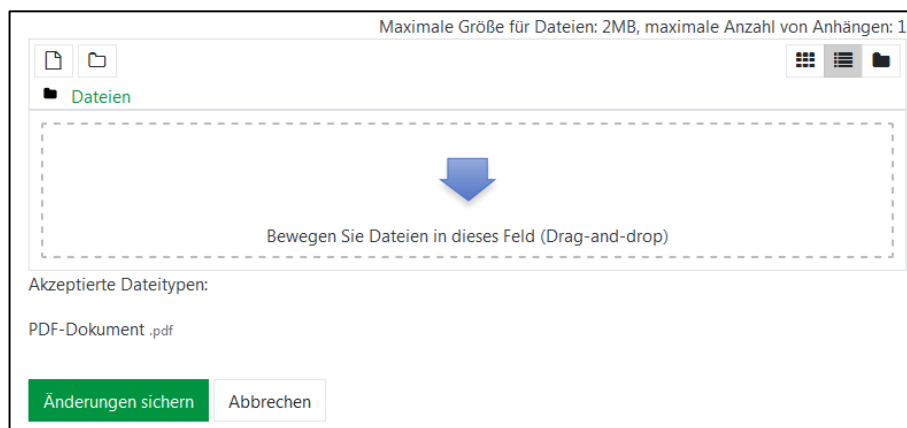 Maximale Größe für Dateien: 2MB, maximale Anzahl von Anhängen: 1
Dateien
Bewegen Sie Dateien in dieses Feld (Drag-and-drop)
Akzeptierte Dateitypen:
PDF-Dokument .pdf
Änderungen sichern Abbrechen